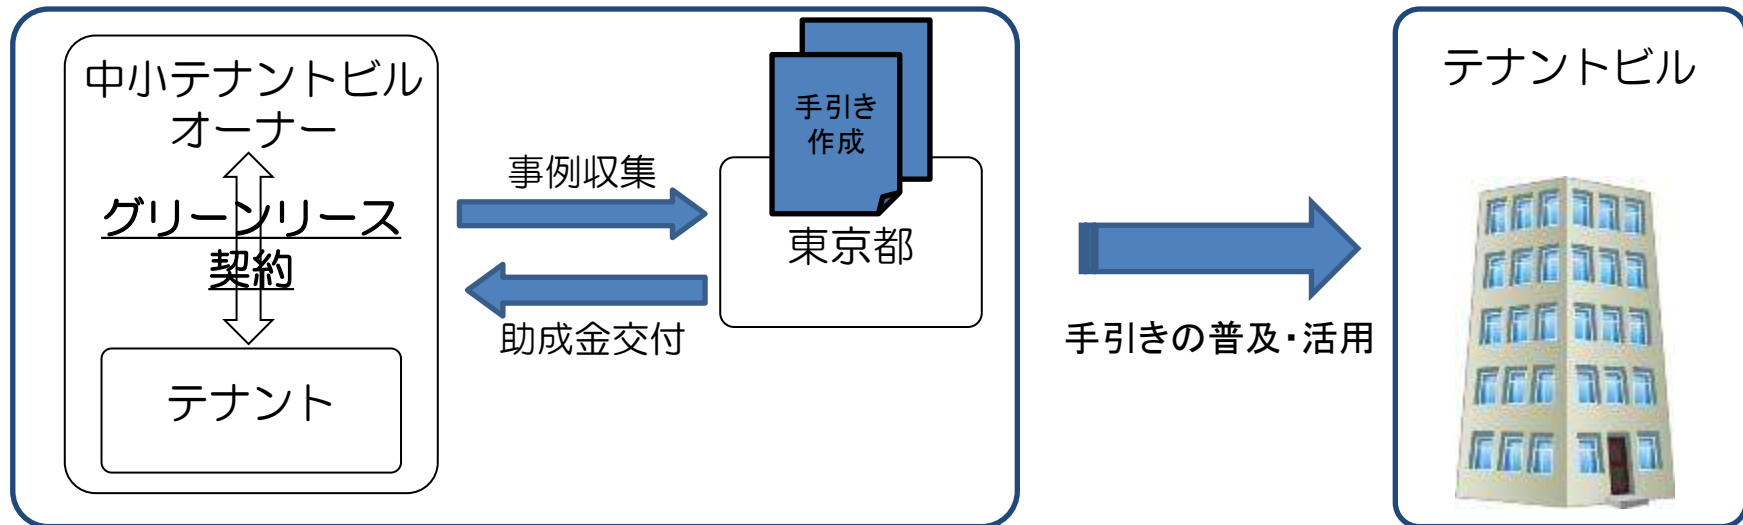 中小テナントビル
オーナー
グリーンリース
契約
テナント
事例収集
助成金交付
手引き
作成
東京都
手引きの普及・活用
テナントビル